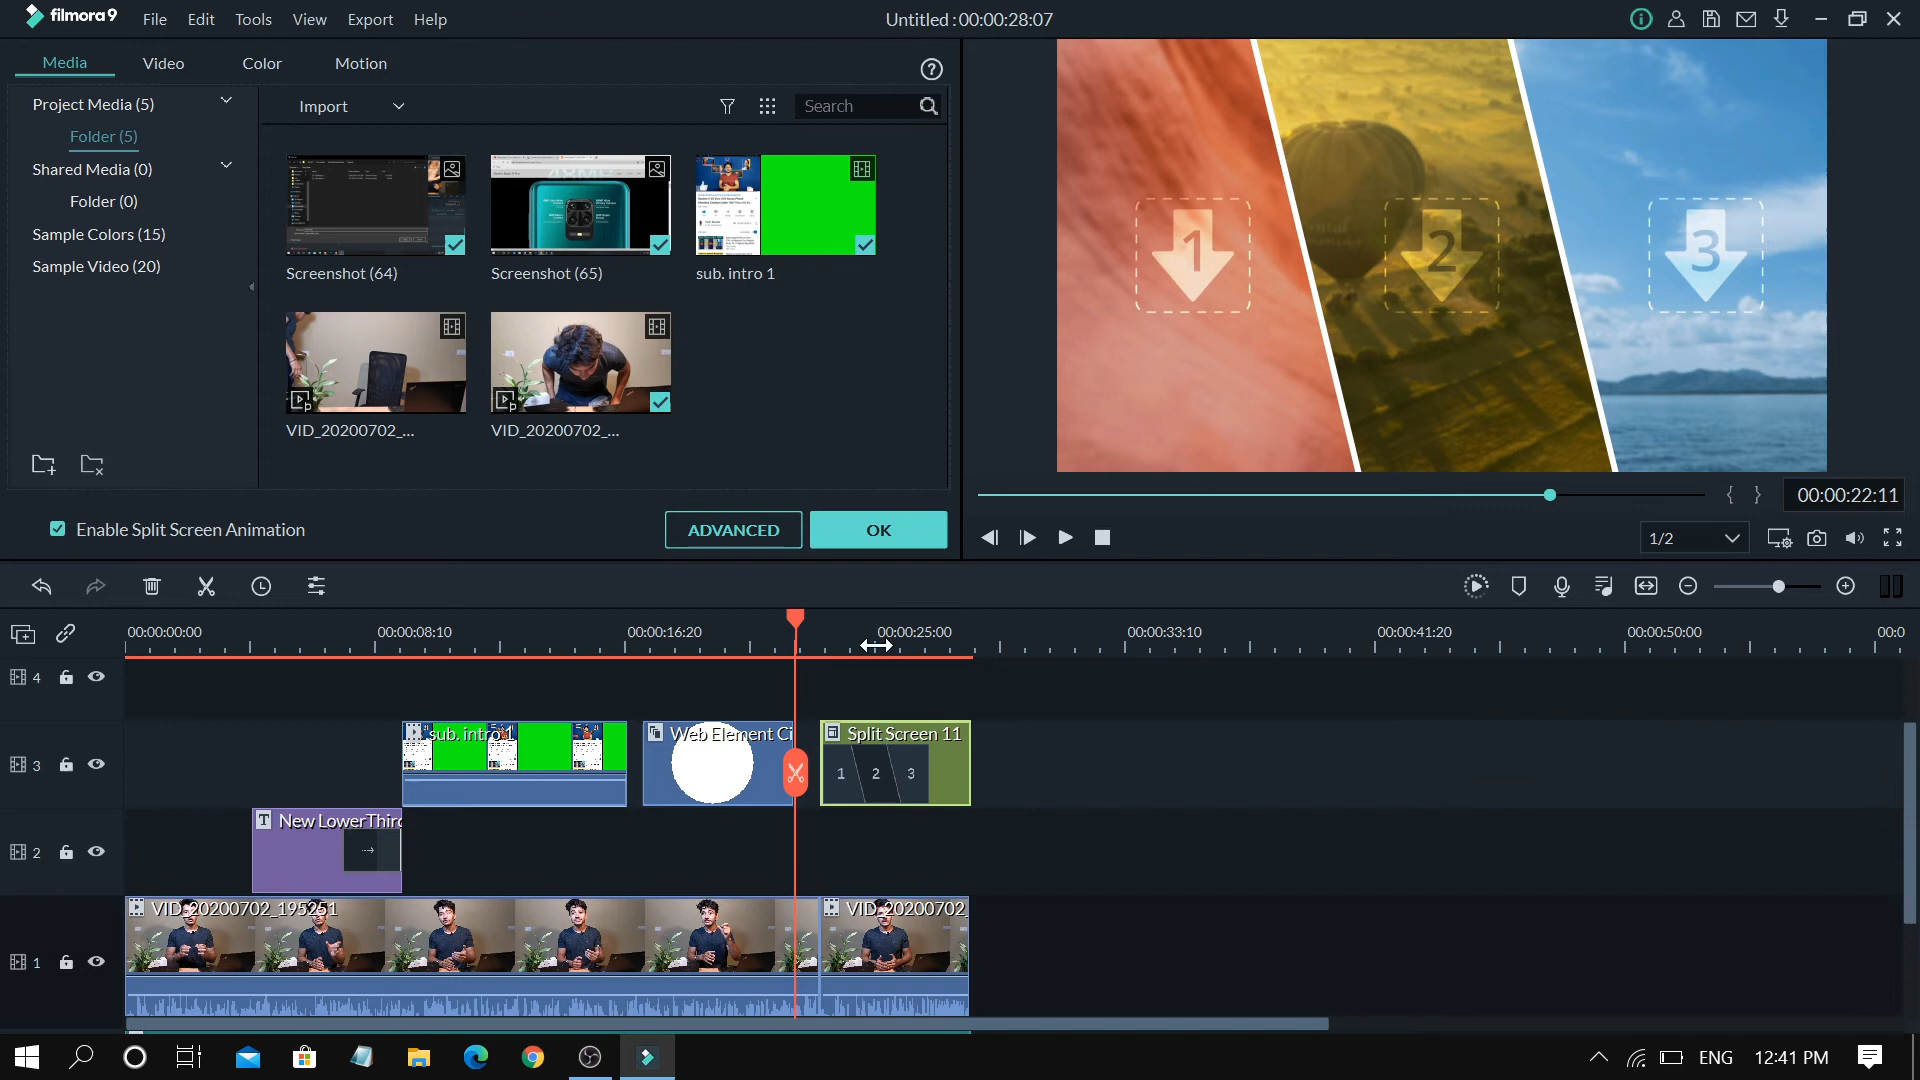 filmora9 File Edit Tools View Export Help Untitled : 00:00:28:07
Media Video Color Motion
Project Media (5)
Folder (5)
Shared Media (0)
Folder (0)
Sample Colors (15)
Sample Video (20)
Import
Search
Screenshot (64) Screenshot (65) sub. intro 1
VID_20200702_... VID_20200702_...
Enable Split Screen Animation ADVANCED OK
1 2 3
00:00:22:11
1/2
00:00:00:00 00:00:08:10 00:00:16:20 00:00:25:00 00:00:33:10 00:00:41:20 00:00:50:00 00:0
4
3 sub. intro 1 Web Element Ci Split Screen 11
1 2 3
2 New LowerThird
1 VID_20200702_195251 VID_20200702_
ENG 12:41 PM